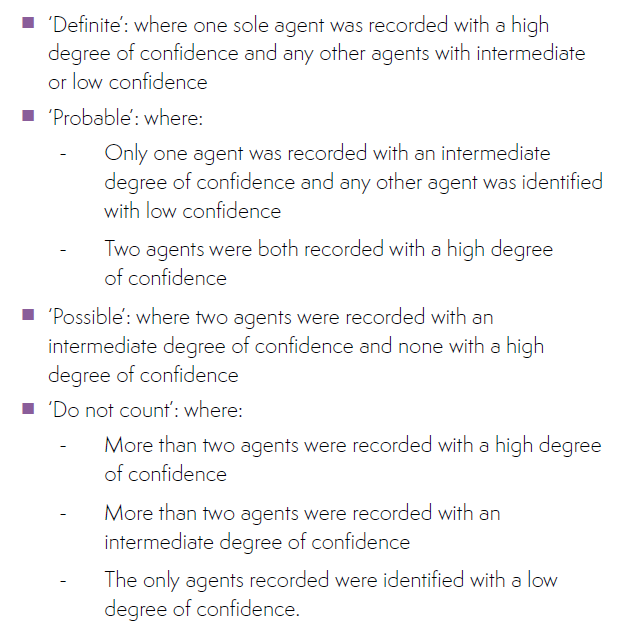 ■ ‘Definite’: where one sole agent was recorded with a high
degree of confidence and any other agents with intermediate
or low confidence
■ ‘Probable’: where:
- Only one agent was recorded with an intermediate
degree of confidence and any other agent was identified
with low confidence
- Two agents were both recorded with a high degree
of confidence
■ ‘Possible’: where two agents were recorded with an
intermediate degree of confidence and none with a high
degree of confidence
■ ‘Do not count’: where:
- More than two agents were recorded with a high degree
of confidence
- More than two agents were recorded with an
intermediate degree of confidence
- The only agents recorded were identified with a low
degree of confidence.